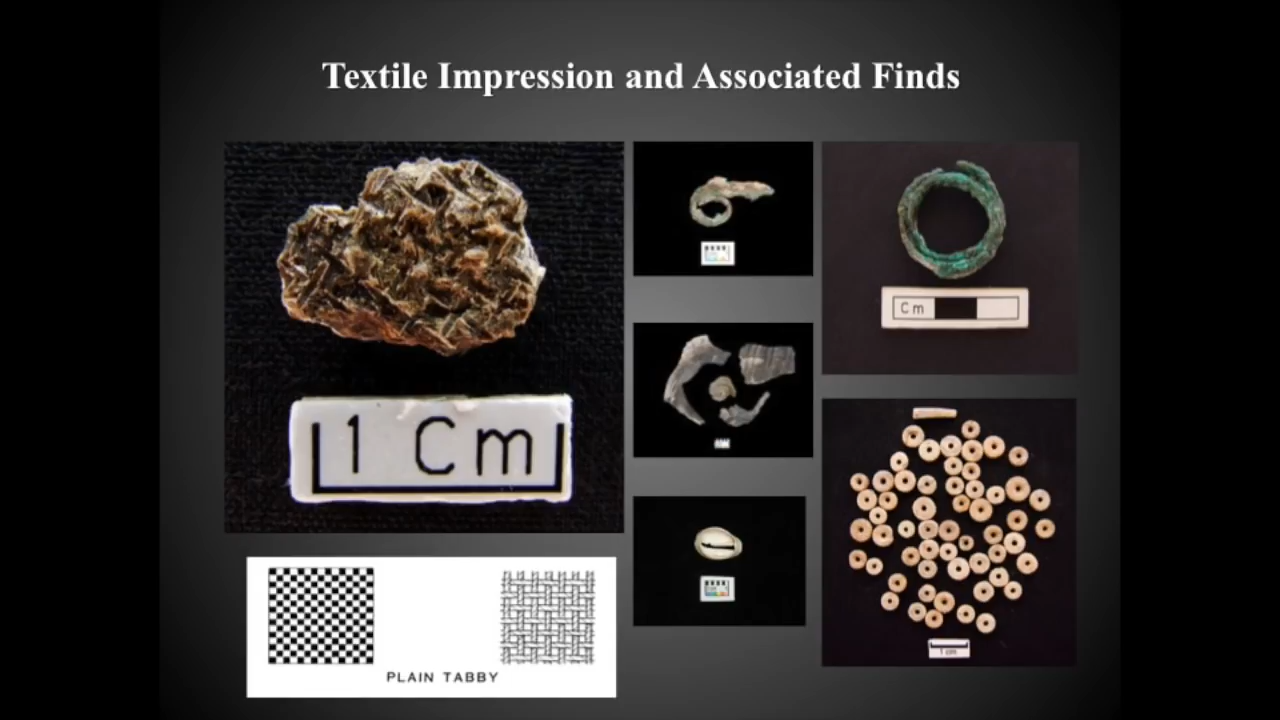 Textile Impression and Associated Finds
1 Cm
Cm
1 cm
PLAIN TABBY